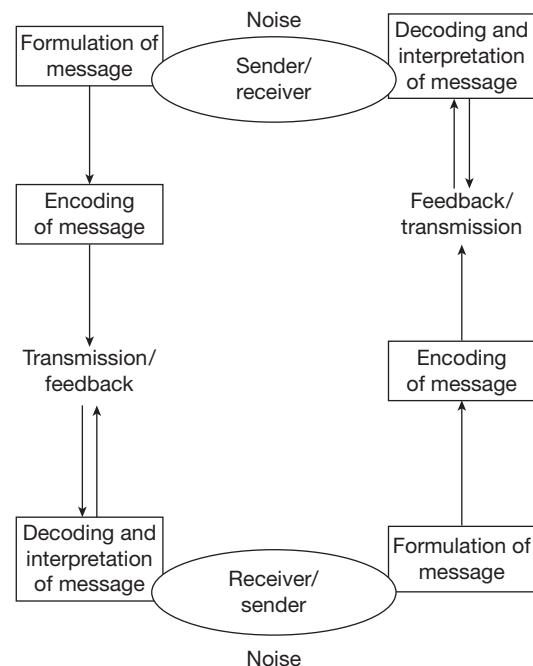 Noise
Formulation of
message
Sender/
receiver
Decoding and
interpretation
of message
Encoding
of message
Feedback/
transmission
Transmission/
feedback
Encoding
of message
Decoding and
interpretation
of message
Receiver/
sender
Formulation of
message
Noise